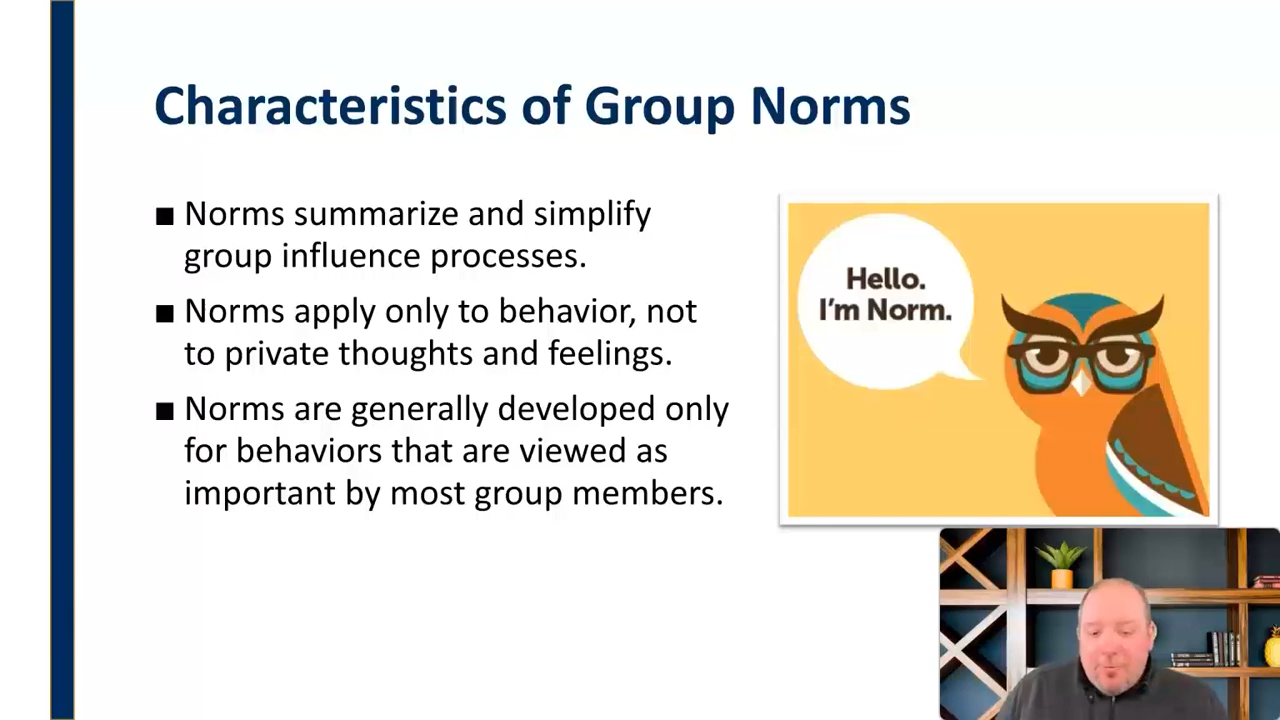 Characteristics of Group Norms
■ Norms summarize and simplify
group influence processes.
■ Norms apply only to behavior, not
to private thoughts and feelings.
■ Norms are generally developed only
for behaviors that are viewed as
important by most group members.
Hello.
I'm Norm.